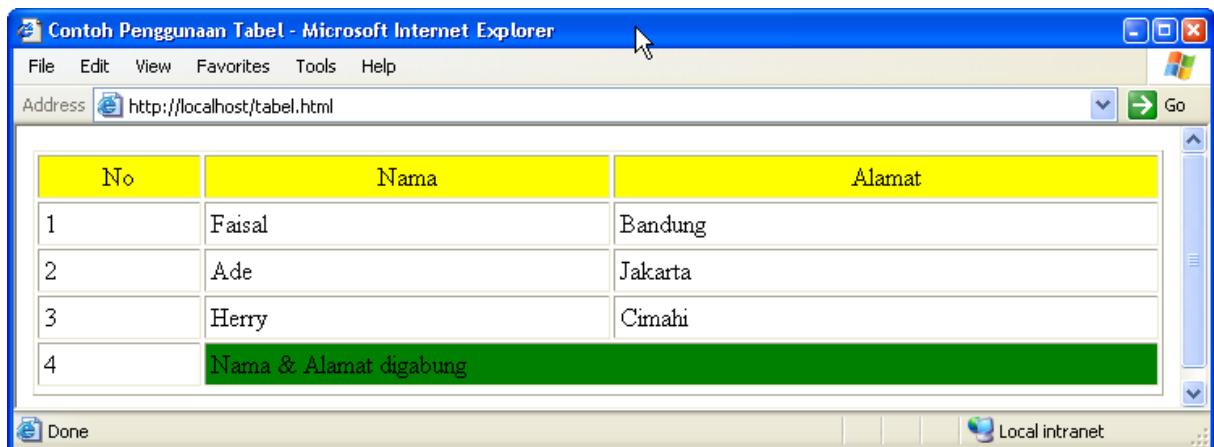 Contoh Penggunaan Tabel - Microsoft Internet Explorer
File Edit View Favorites Tools Help
Address http://localhost/tabel.html Go
No Nama Alamat
1 Faisal Bandung
2 Ade Jakarta
3 Herry Cimahi
4 Nama & Alamat digabung
Done Local intranet